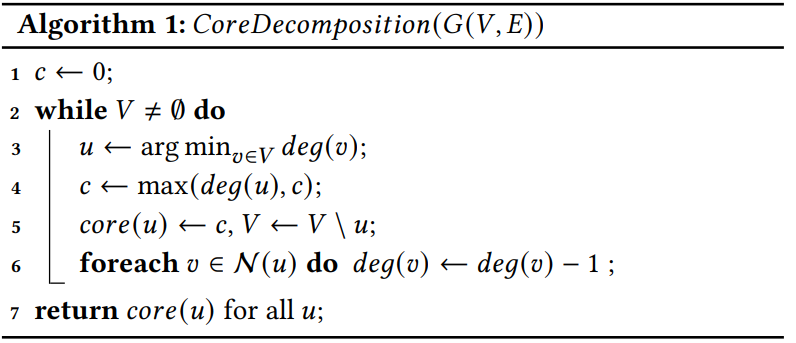 Algorithm 1: CoreDecomposition(G(V, E))
1 c ← 0;
2 while V ≠ ∅ do
3 u ← arg min_{v∈V} deg(v);
4 c ← max(deg(u), c);
5 core(u) ← c, V ← V \ u;
6 foreach v ∈ N(u) do deg(v) ← deg(v) − 1 ;
7 return core(u) for all u;